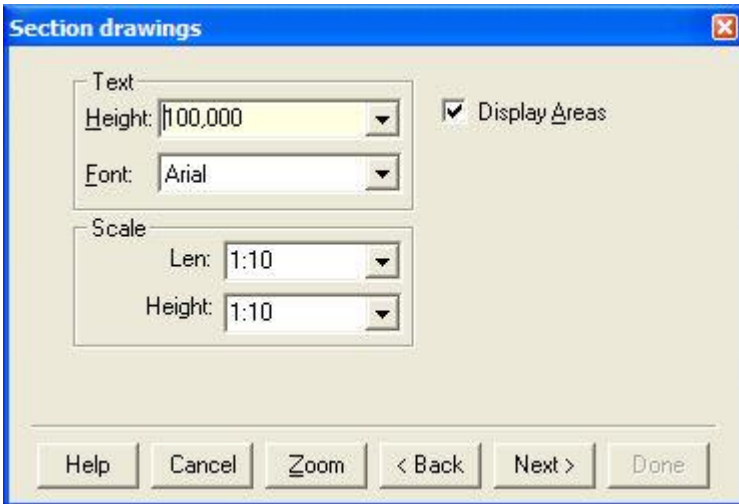 Section drawings
Text
Height: 100,000
Display Areas
Font: Arial
Scale
Len: 1:10
Height: 1:10
Help Cancel Zoom < Back Next > Done